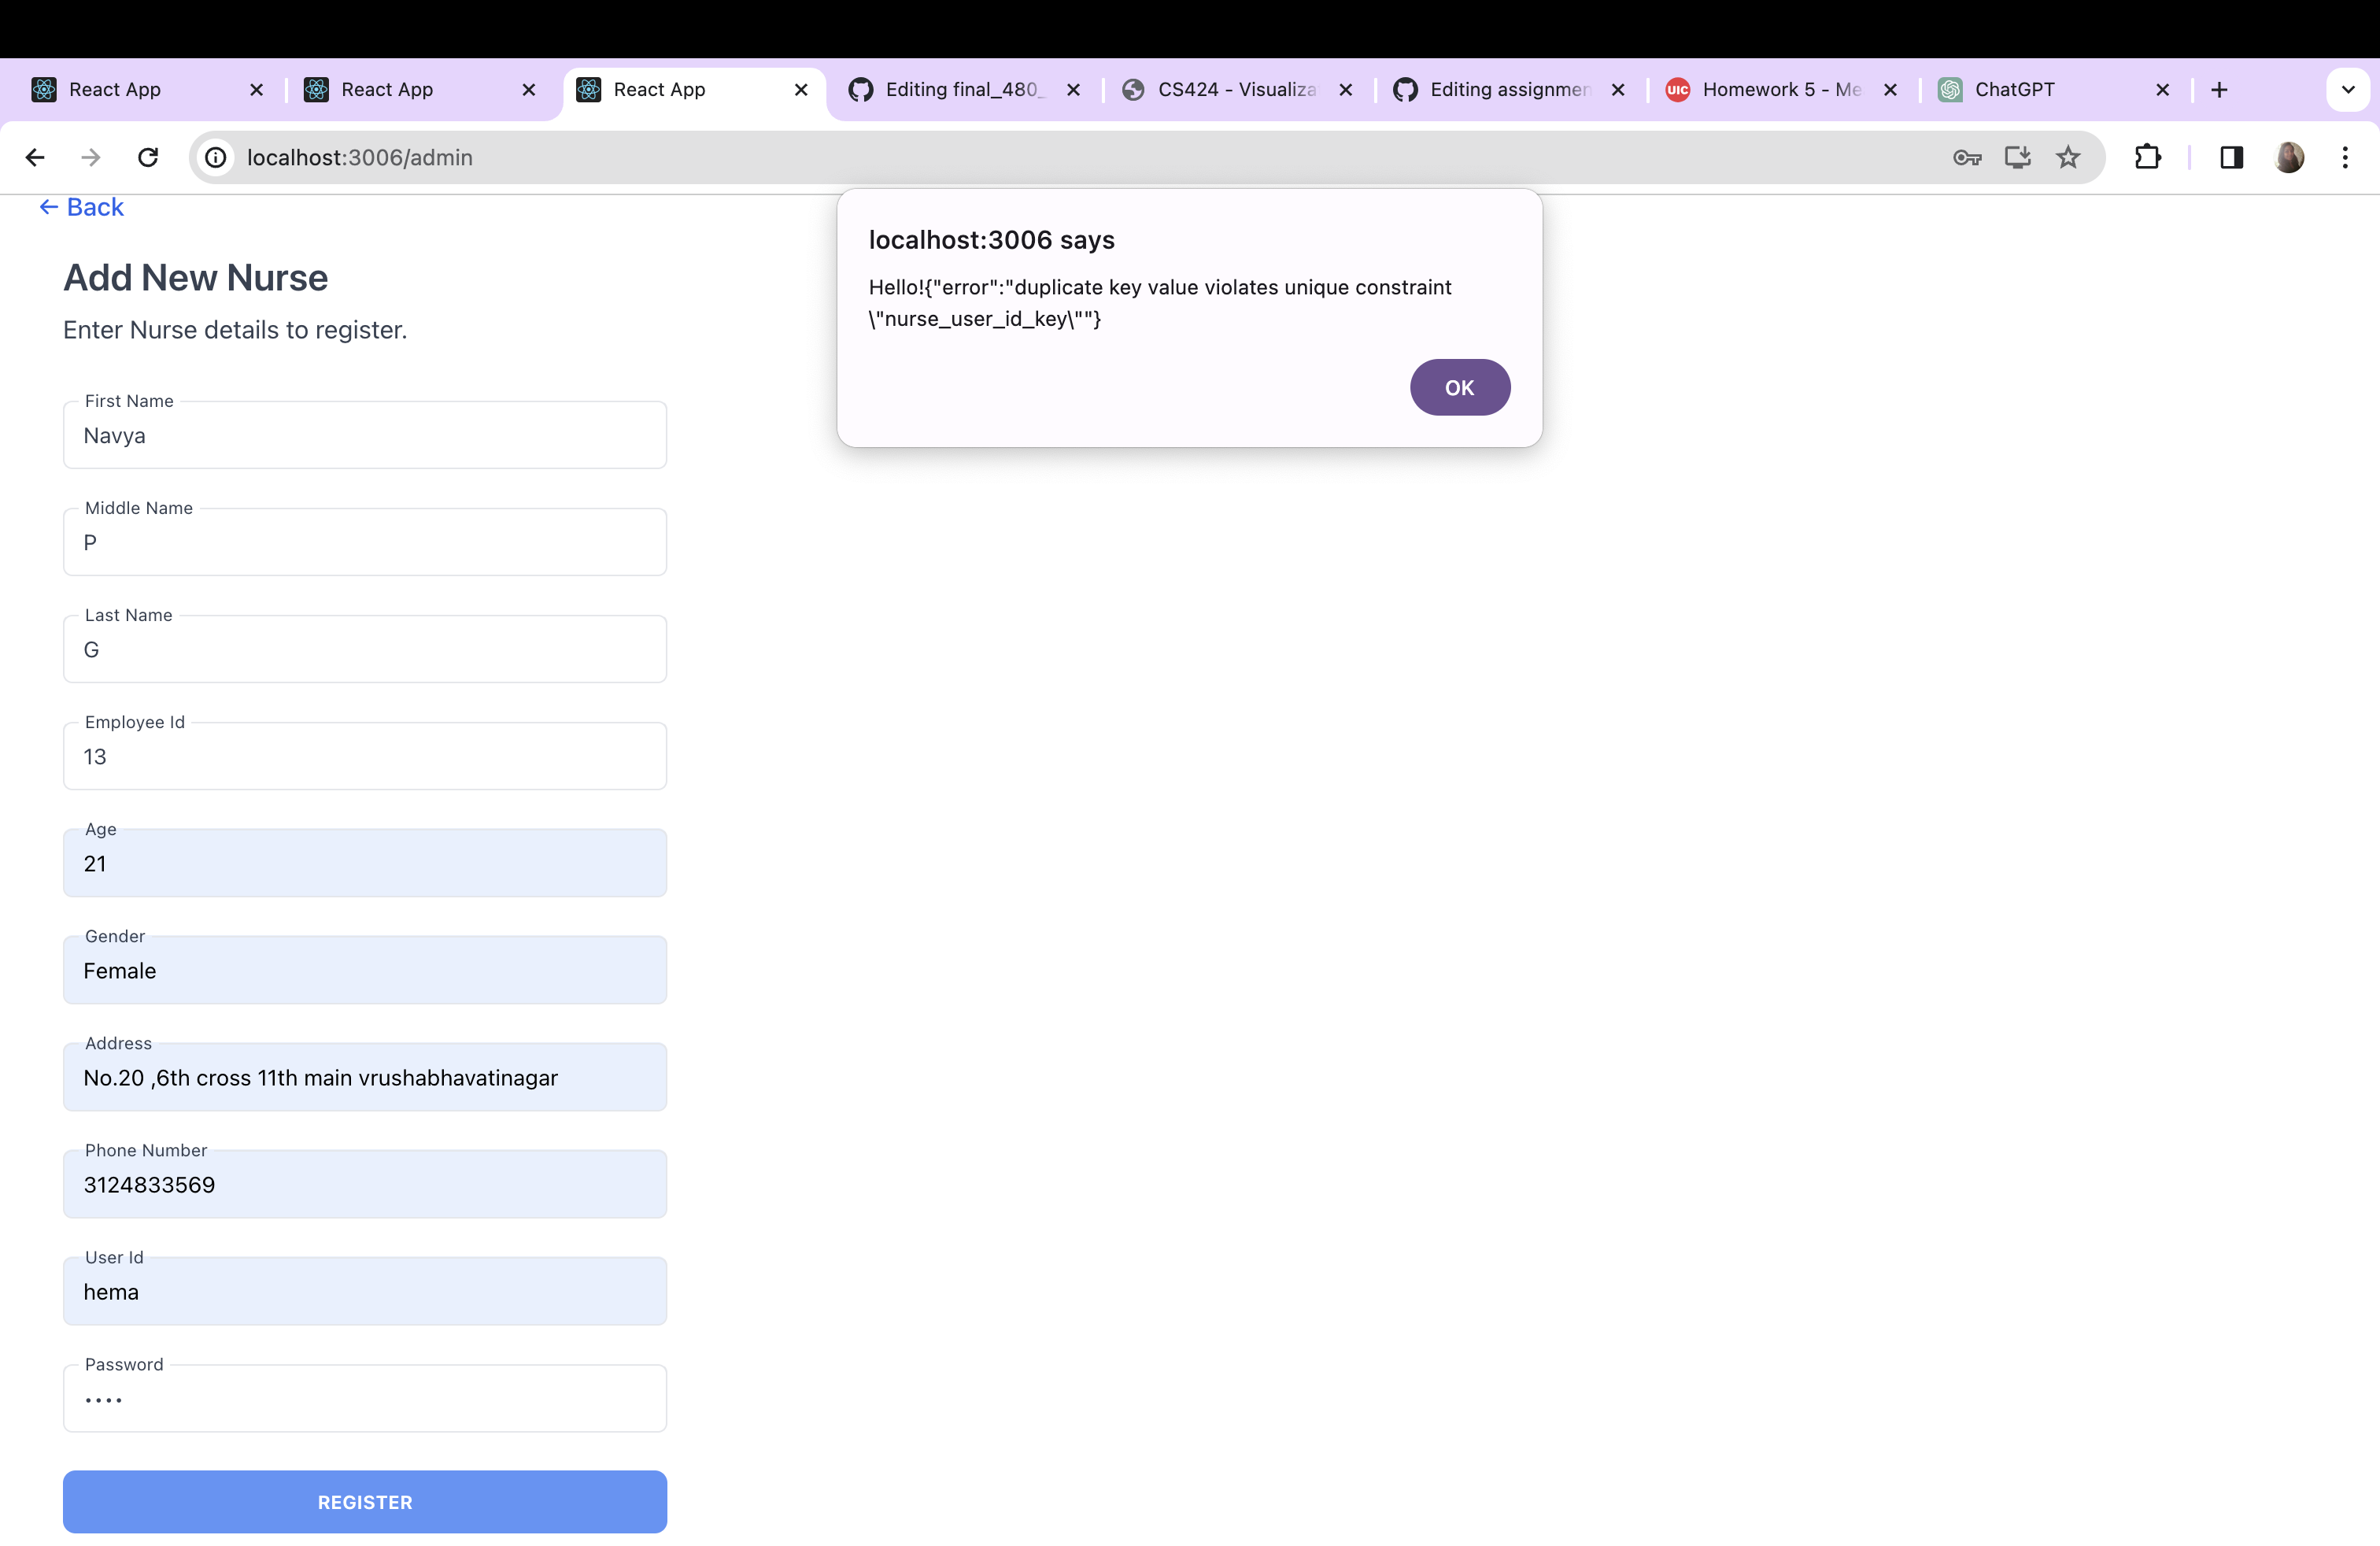 React App
React App
React App
Editing final_480_
CS424 - Visualiza
Editing assignmen
UIC
Homework 5 - Me
ChatGPT
localhost:3006/admin
← Back
localhost:3006 says
Hello!{"error":"duplicate key value violates unique constraint
\"nurse_user_id_key\""}
OK
Add New Nurse
Enter Nurse details to register.
First Name
Navya
Middle Name
P
Last Name
G
Employee Id
13
Age
21
Gender
Female
Address
No.20 ,6th cross 11th main vrushabhavatinagar
Phone Number
3124833569
User Id
hema
Password
••••
REGISTER